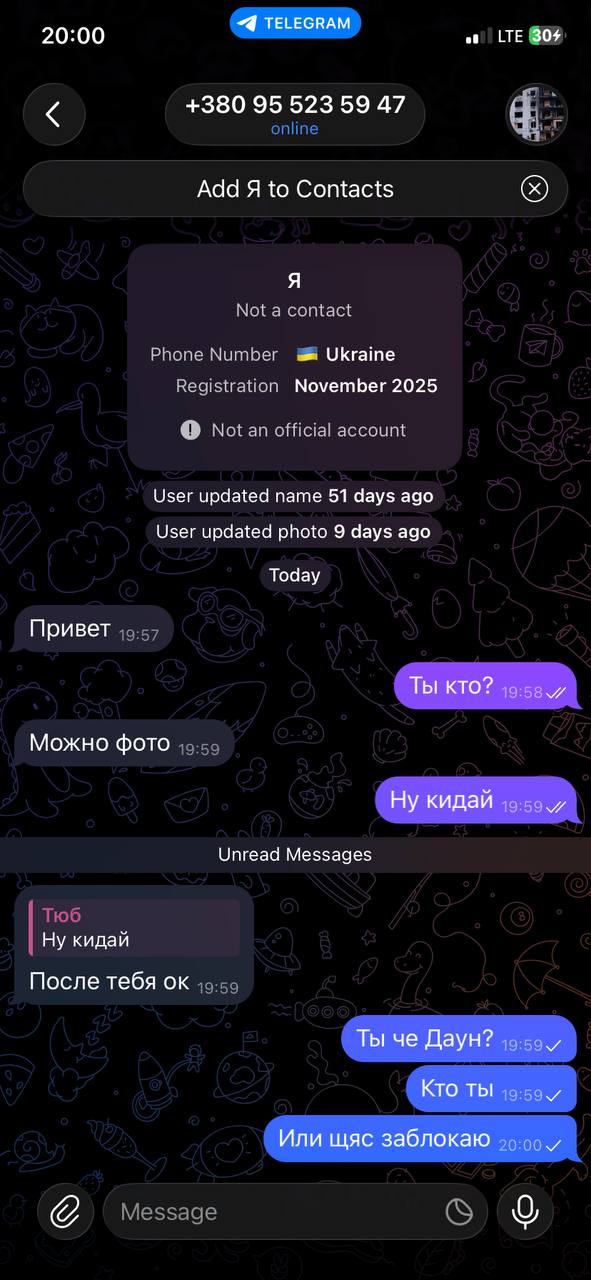 20:00
TELEGRAM
LTE 30
+380 95 523 59 47
online
Add Я to Contacts
Я
Not a contact
Phone Number 🇺🇦 Ukraine
Registration November 2025
! Not an official account
User updated name 51 days ago
User updated photo 9 days ago
Today
Привет 19:57
Ты кто? 19:58
Можно фото 19:59
Ну кидай 19:59
Unread Messages
Тюб
Ну кидай
После тебя ок 19:59
Ты че Даун? 19:59
Кто ты 19:59
Или щяс заблокаю 20:00
Message